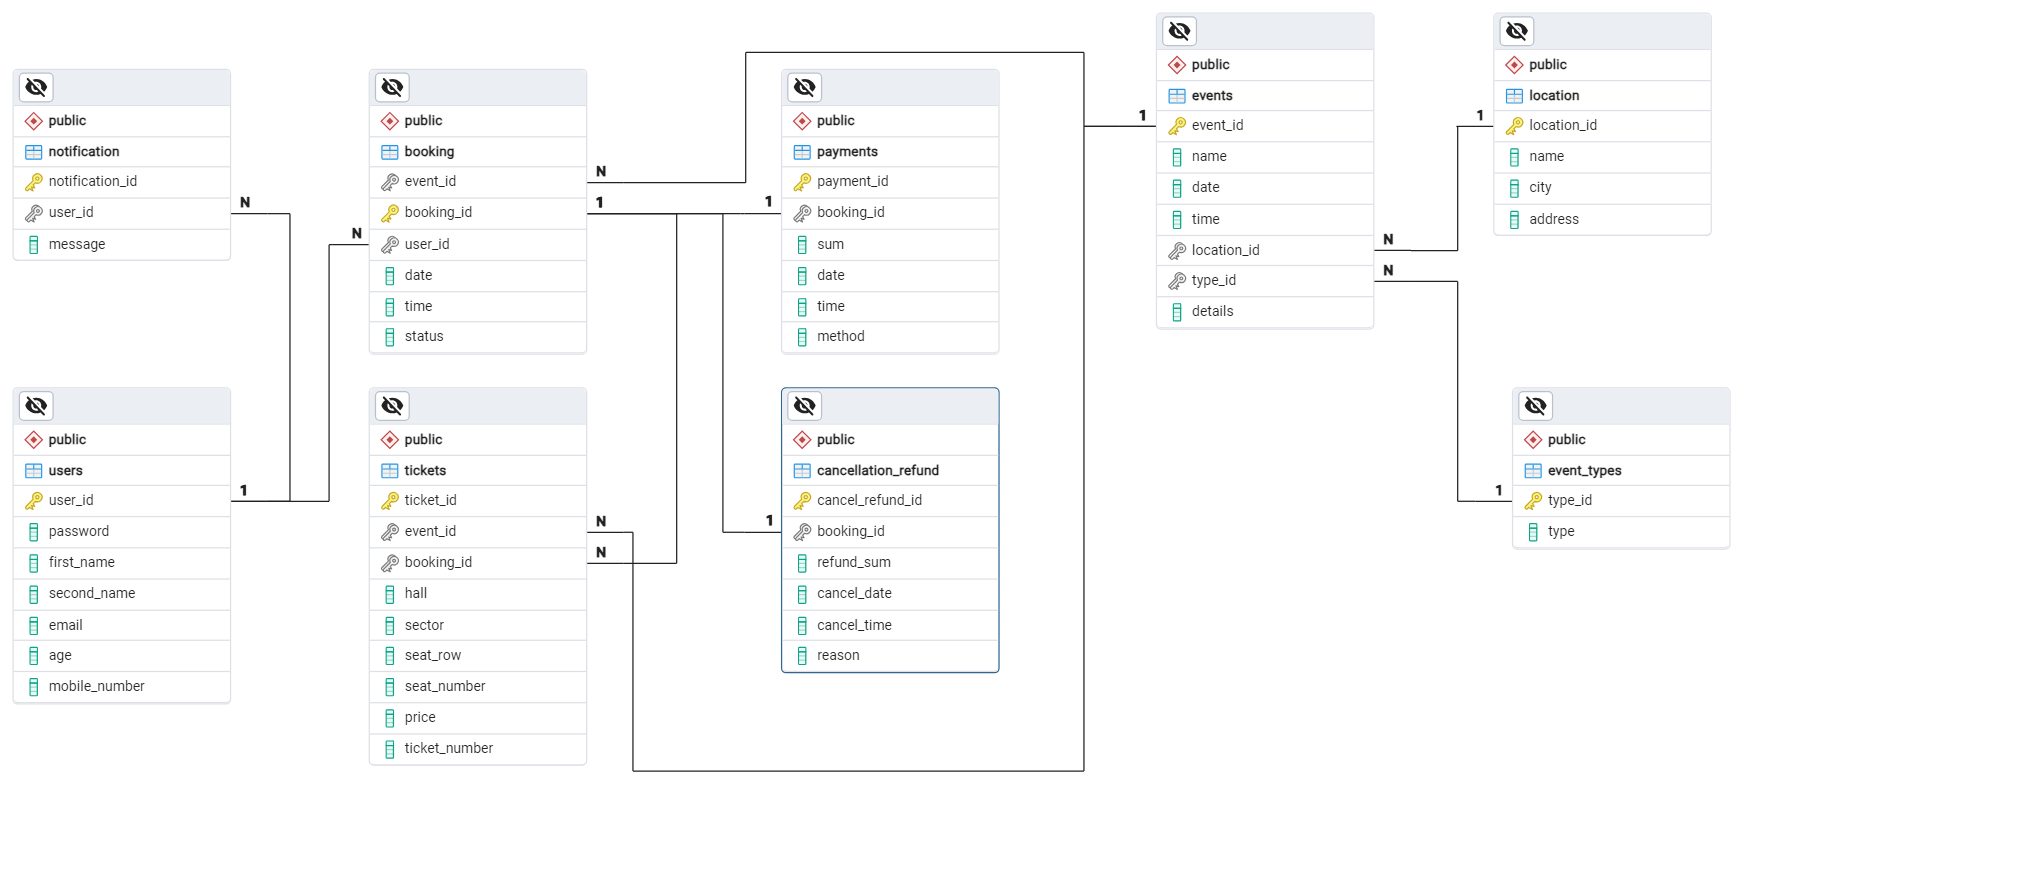 public
notification
notification_id
user_id
message
N
public
users
user_id
password
first_name
second_name
email
age
mobile_number
1
public
booking
event_id
booking_id
user_id
date
time
status
N
N
1
public
tickets
ticket_id
event_id
booking_id
hall
sector
seat_row
seat_number
price
ticket_number
N
N
public
payments
payment_id
booking_id
sum
date
time
method
1
public
cancellation_refund
cancel_refund_id
booking_id
refund_sum
cancel_date
cancel_time
reason
1
public
events
event_id
name
date
time
location_id
type_id
details
1
N
N
public
location
location_id
name
city
address
1
public
event_types
type_id
type
1